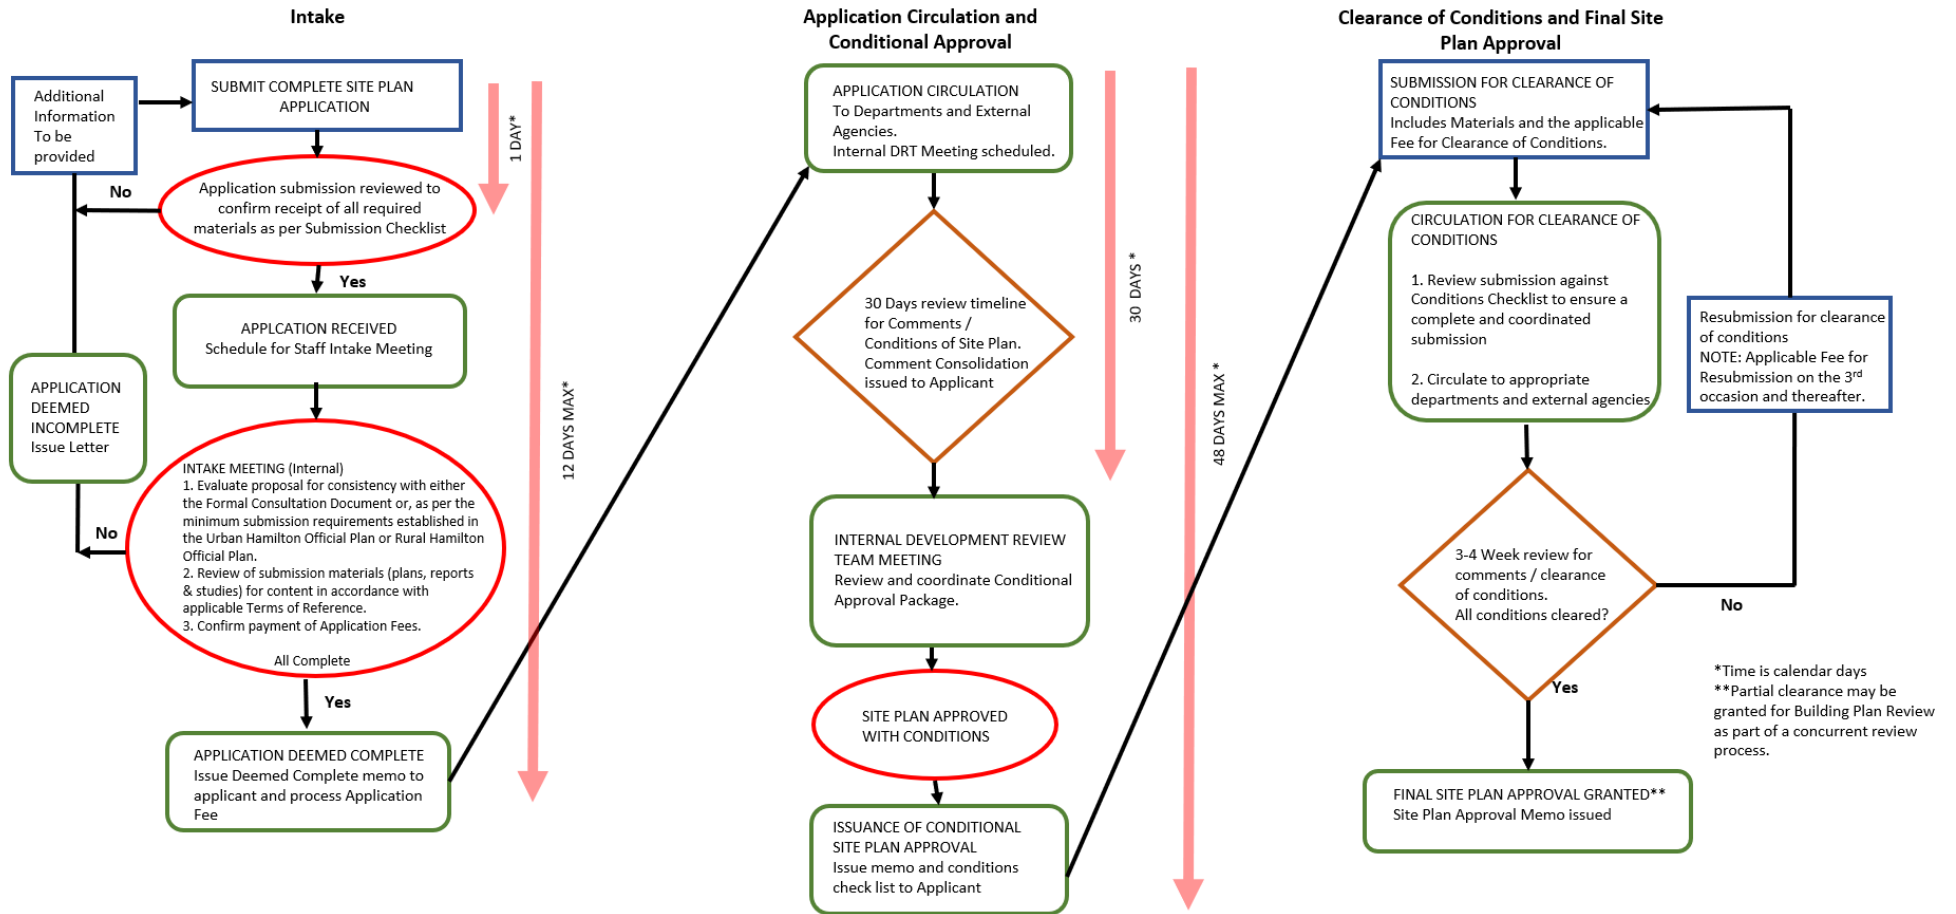 Intake
SUBMIT COMPLETE SITE PLAN
APPLICATION
Additional
Information
To be
provided
1 DAY*
No
Application submission reviewed to
confirm receipt of all required
materials as per Submission Checklist
Yes
APPLCATION RECEIVED
Schedule for Staff Intake Meeting
APPLICATION
DEEMED
INCOMPLETE
Issue Letter
12 DAYS MAX*
INTAKE MEETING (Internal)
1. Evaluate proposal for consistency with either
the Formal Consultation Document or, as per the
minimum submission requirements established in
the Urban Hamilton Official Plan or Rural Hamilton
Official Plan.
2. Review of submission materials (plans, reports
& studies) for content in accordance with
applicable Terms of Reference.
3. Confirm payment of Application Fees.
All Complete
No
Yes
APPLICATION DEEMED COMPLETE
Issue Deemed Complete memo to
applicant and process Application
Fee
Application Circulation and
Conditional Approval
APPLICATION CIRCULATION
To Departments and External
Agencies.
Internal DRT Meeting scheduled.
30 DAYS *
48 DAYS MAX *
30 Days review timeline
for Comments /
Conditions of Site Plan.
Comment Consolidation
issued to Applicant
INTERNAL DEVELOPMENT REVIEW
TEAM MEETING
Review and coordinate Conditional
Approval Package.
SITE PLAN APPROVED
WITH CONDITIONS
ISSUANCE OF CONDITIONAL
SITE PLAN APPROVAL
Issue memo and conditions
check list to Applicant
Clearance of Conditions and Final Site
Plan Approval
SUBMISSION FOR CLEARANCE OF
CONDITIONS
Includes Materials and the applicable
Fee for Clearance of Conditions.
CIRCULATION FOR CLEARANCE OF
CONDITIONS
1. Review submission against
Conditions Checklist to ensure a
complete and coordinated
submission
2. Circulate to appropriate
departments and external agencies
Resubmission for clearance
of conditions
NOTE: Applicable Fee for
Resubmission on the 3rd
occasion and thereafter.
3-4 Week review for
comments / clearance
of conditions.
All conditions cleared?
No
Yes
FINAL SITE PLAN APPROVAL GRANTED**
Site Plan Approval Memo issued
*Time is calendar days
**Partial clearance may be
granted for Building Plan Review
as part of a concurrent review
process.